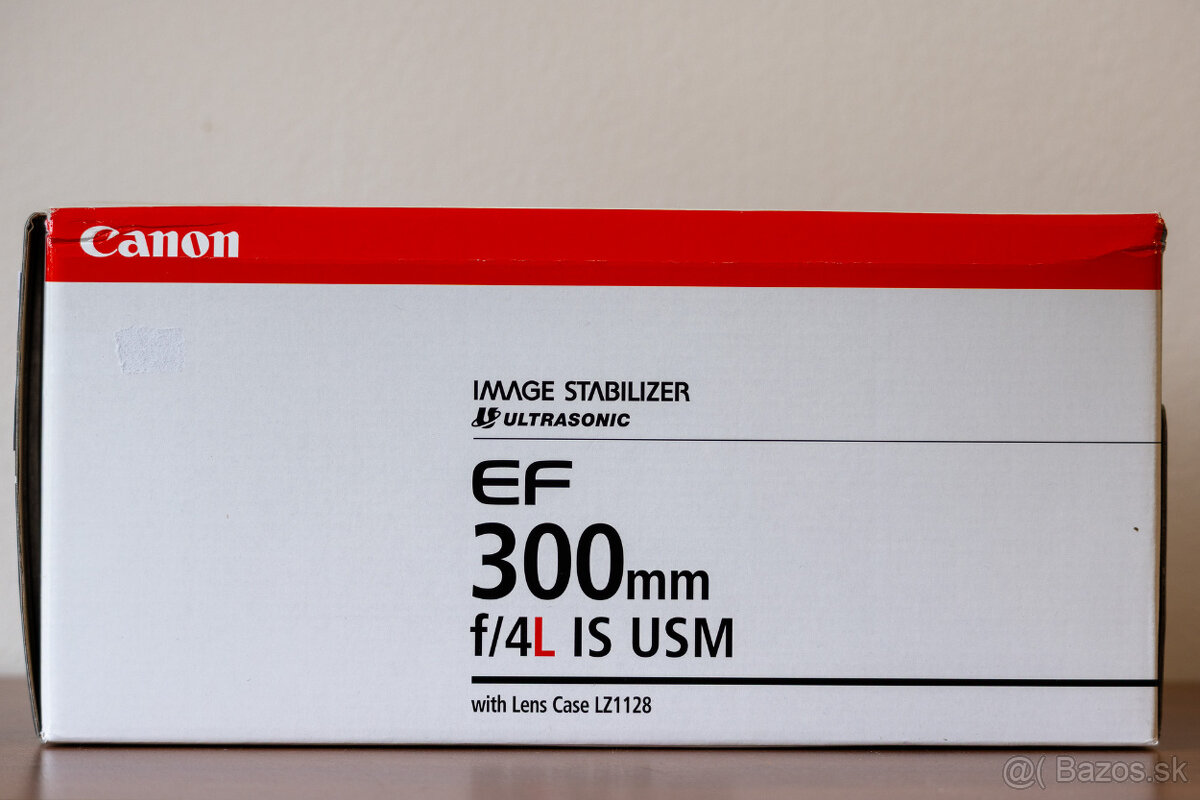 Canon
IMAGE STABILIZER
ULTRASONIC
EF
300mm
f/4L IS USM
with Lens Case LZ1128
@( Bazos.sk